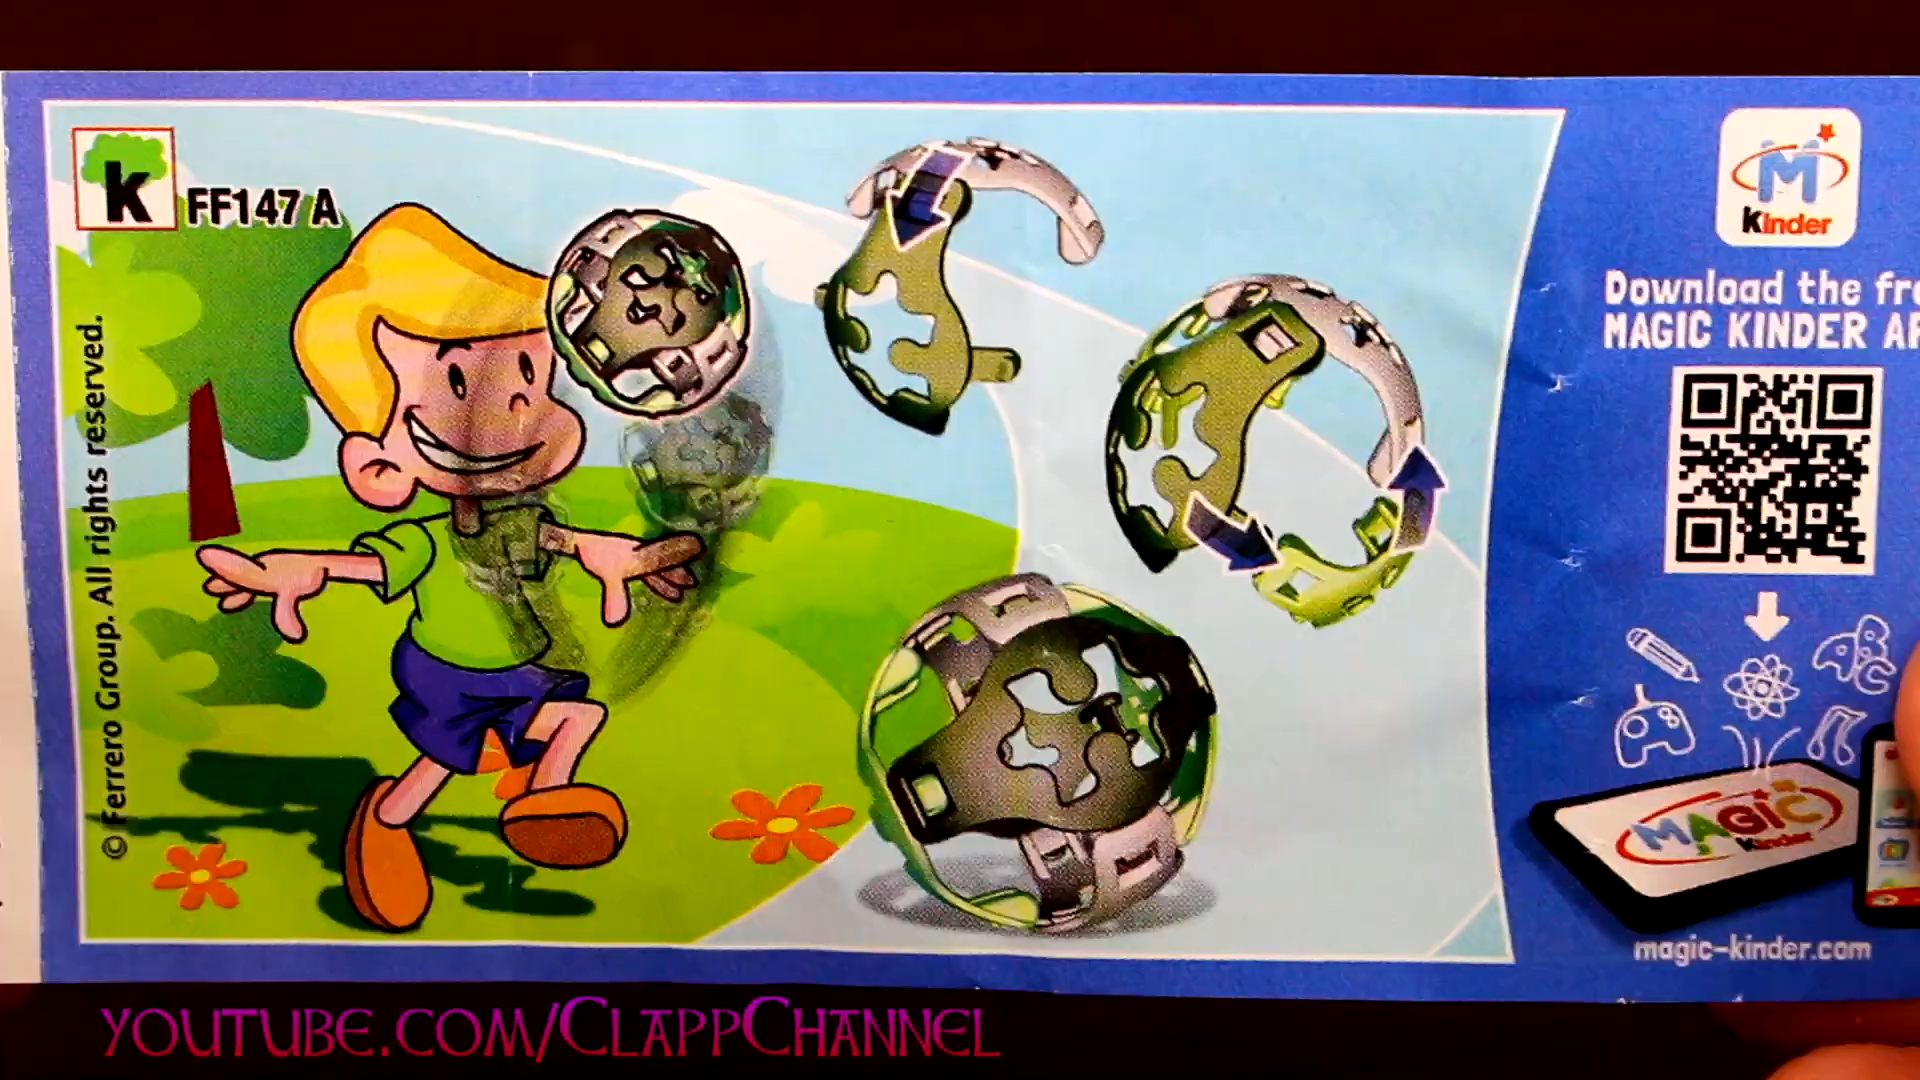 k FF147 A
© Ferrero Group. All rights reserved.
M
Kinder
Download the
MAGIC KINDER
ABC
MAGIC
Kinder
magic-kinder.com
YOUTUBE.COM/CLAPPCHANNEL